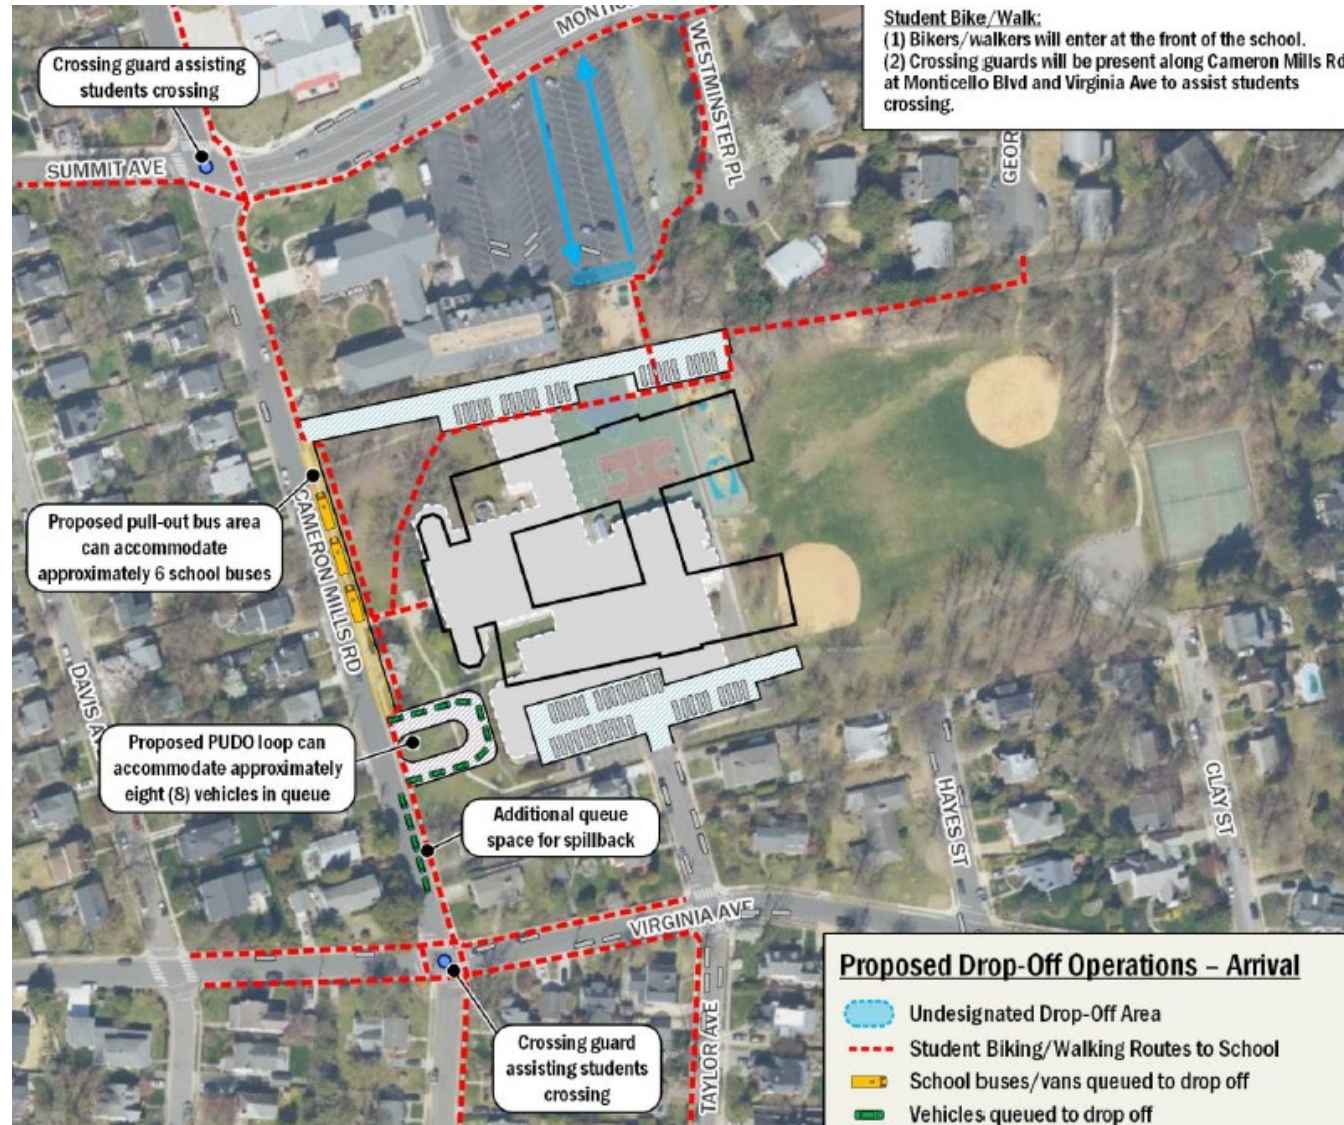 Student Bike/Walk:
(1) Bikers/walkers will enter at the front of the school.
(2) Crossing guards will be present along Cameron Mills Rd
at Monticello Blvd and Virginia Ave to assist students
crossing.
MONTIC
WESTMINSTER PL
GEOR
Crossing guard assisting
students crossing
SUMMIT AVE
Proposed pull-out bus area
can accommodate
approximately 6 school buses
CAMERON MILLS RD
DAVIS A
Proposed PUDO loop can
accommodate approximately
eight (8) vehicles in queue
Additional queue
space for spillback
HAYES ST
CLAY ST
VIRGINIA AVE
TAYLOR AVE
Crossing guard
assisting students
crossing
Proposed Drop-Off Operations – Arrival
Undesignated Drop-Off Area
Student Biking/Walking Routes to School
School buses/vans queued to drop off
Vehicles queued to drop off